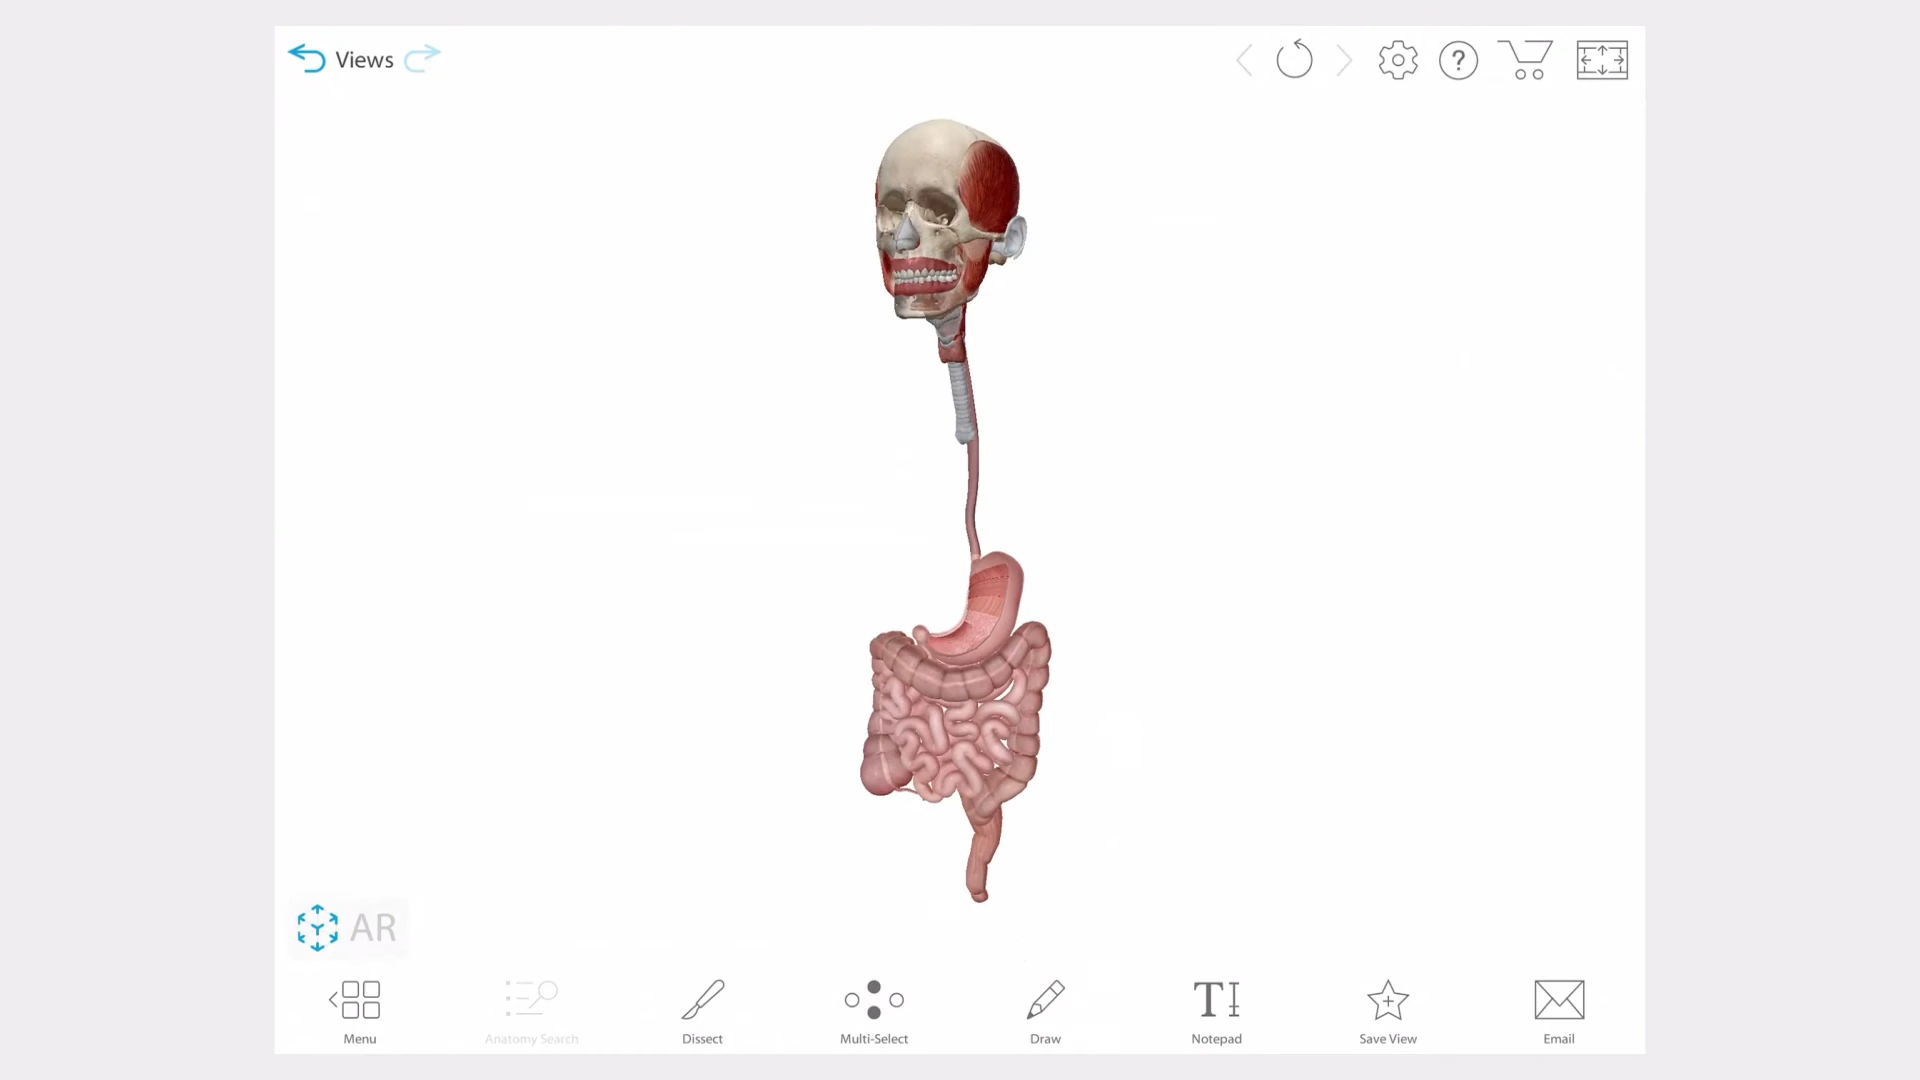 Views
?
AR
Menu
Anatomy Search
Dissect
Multi-Select
Draw
T
Notepad
Save View
Email